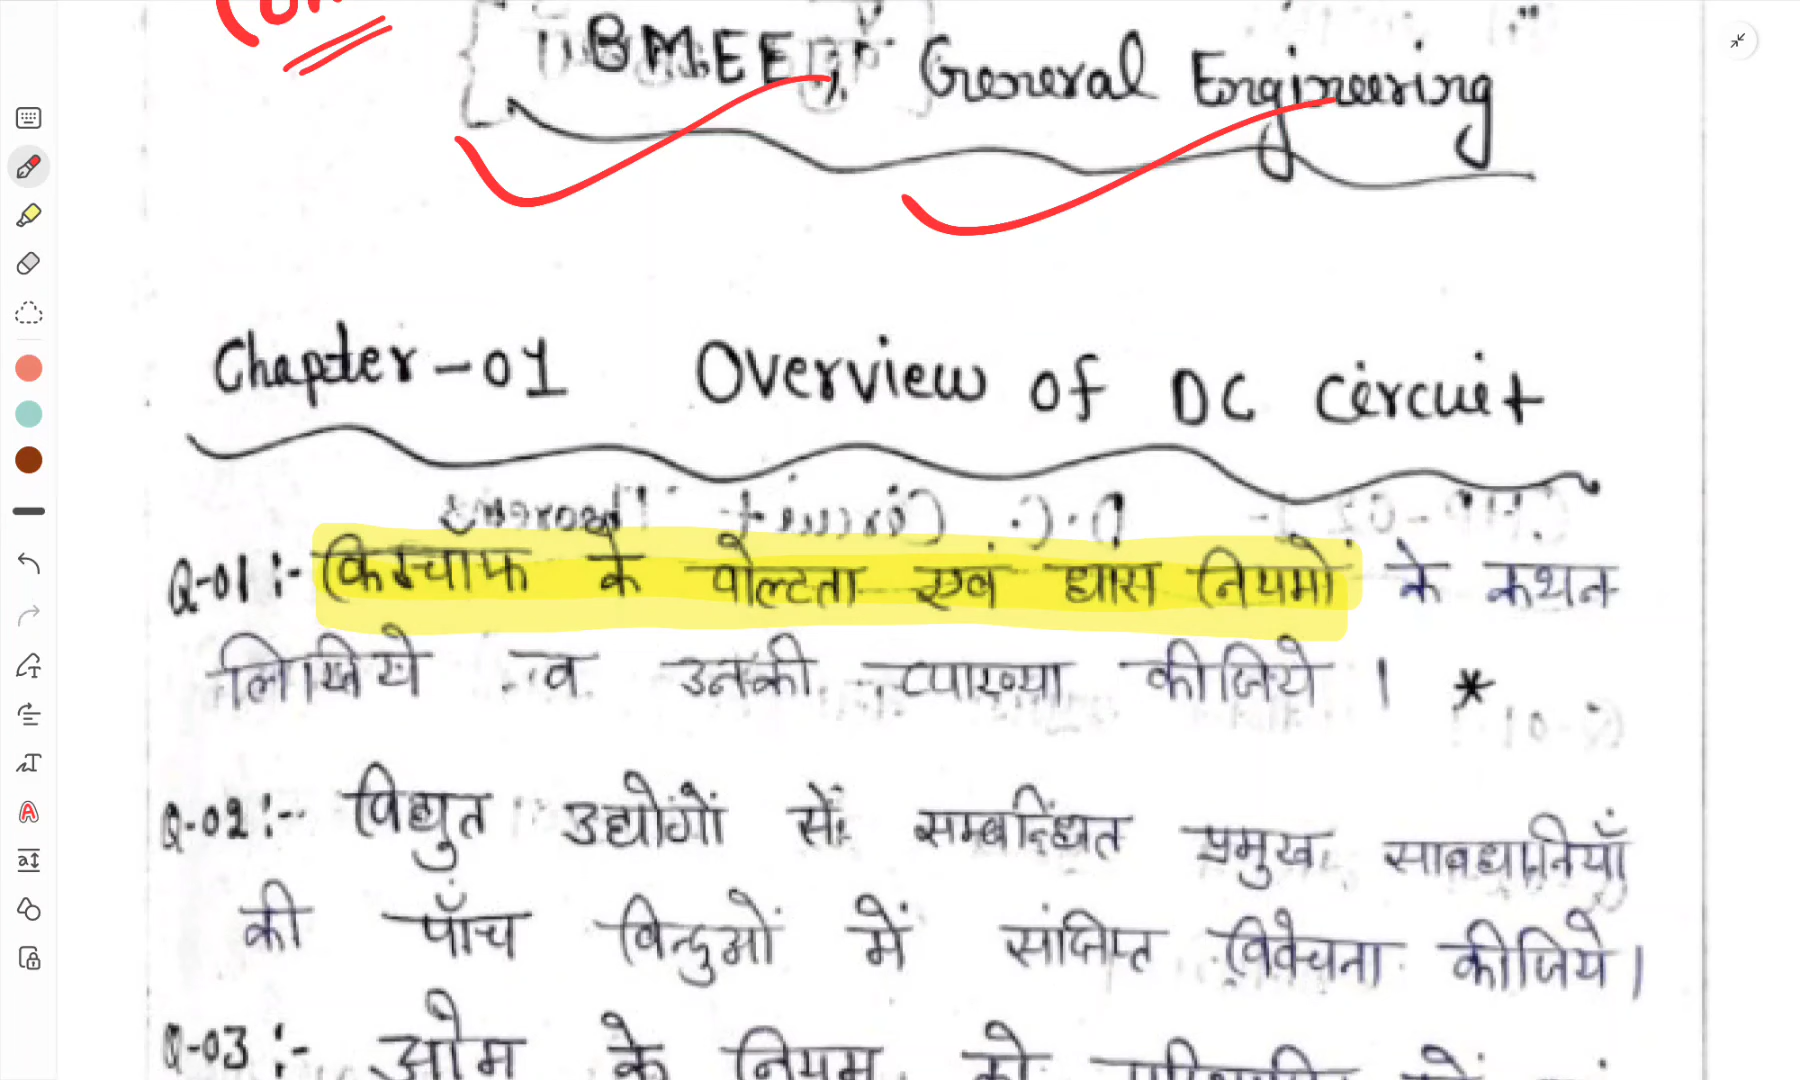 BMEE, General Engineering
Chapter-01 Overview of DC Circuit
Q-01:- किरचॉफ के वोल्टता एवं धारा नियमों के कथन
लिखिये व उनकी व्याख्या कीजिये । *
Q-02:- विद्युत उद्योगों से सम्बन्धित प्रमुख सावधानियाँ
की पाँच बिन्दुओं में संक्षिप्त विवेचना कीजिये ।
Q-03:- ओम के नियम को